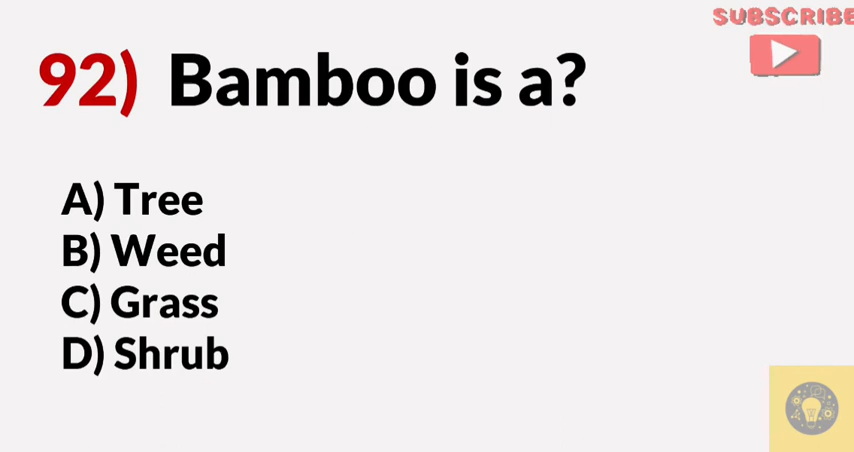 SUBSCRIBE
92) Bamboo is a?
A) Tree
B) Weed
C) Grass
D) Shrub